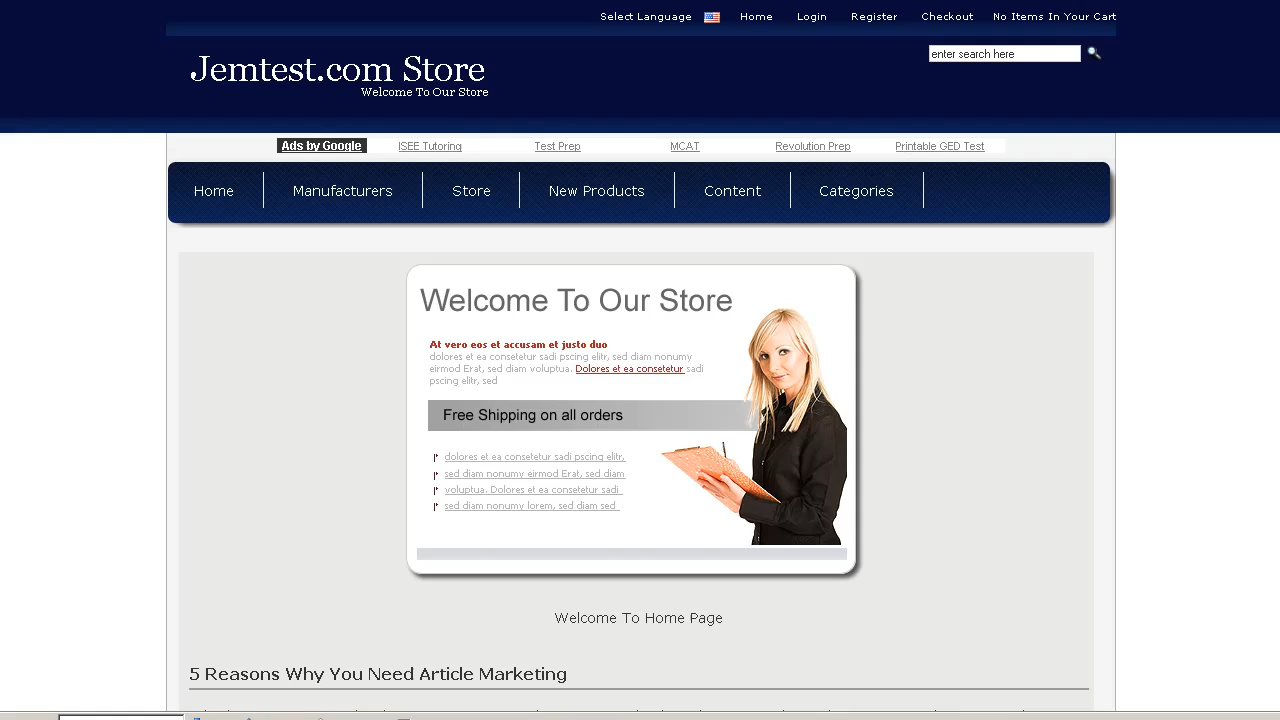 Select Language Home Login Register Checkout No Items In Your Cart
enter search here
Jemtest.com Store
Welcome To Our Store
Ads by Google ISEE Tutoring Test Prep MCAT Revolution Prep Printable GED Test
Home Manufacturers Store New Products Content Categories
Welcome To Our Store
At vero eos et accusam et justo duo
dolores et ea consetetur sadi pscing elitr, sed diam nonumy
eirmod Erat, sed diam voluptua. Dolores et ea consetetur sadi
pscing elitr, sed
Free Shipping on all orders
dolores et ea consetetur sadi pscing elitr,
sed diam nonumy eirmod Erat, sed diam
voluptua. Dolores et ea consetetur sadi
sed diam nonumy lorem, sed diam sed
Welcome To Home Page
5 Reasons Why You Need Article Marketing